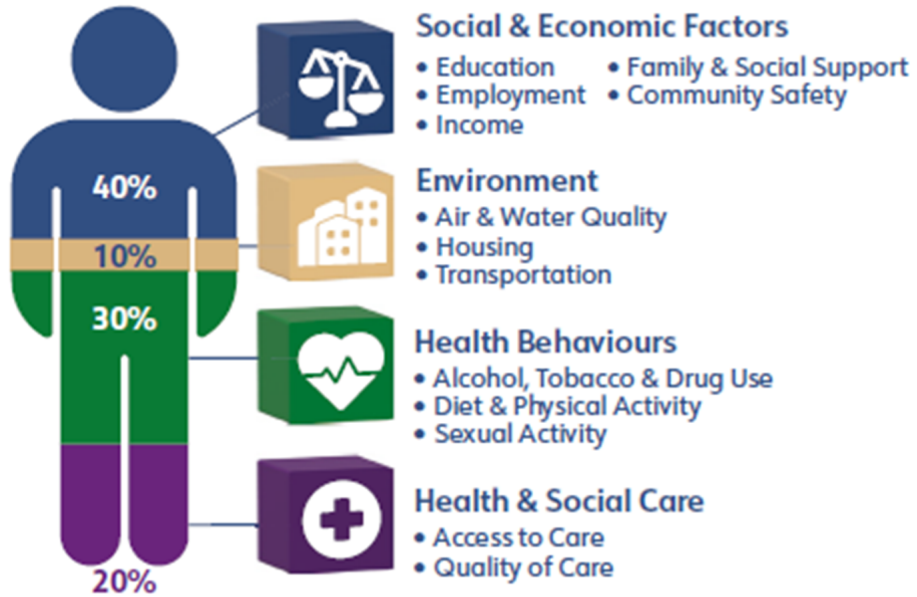 Social & Economic Factors
• Education
• Employment
• Income
• Family & Social Support
• Community Safety
40%
Environment
• Air & Water Quality
• Housing
• Transportation
10%
30%
Health Behaviours
• Alcohol, Tobacco & Drug Use
• Diet & Physical Activity
• Sexual Activity
Health & Social Care
• Access to Care
• Quality of Care
20%